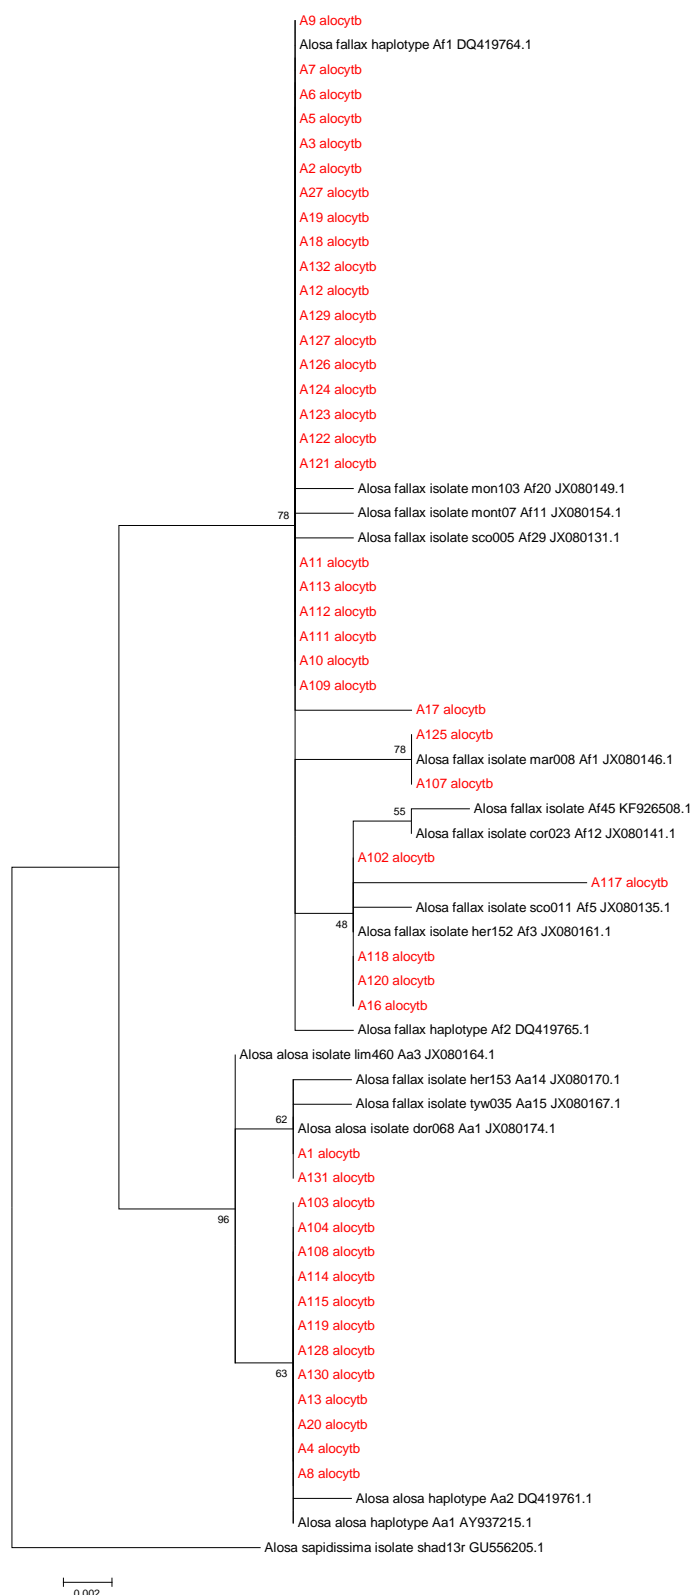 A9 alocytb
Alosa fallax haplotype Af1 DQ419764.1
A7 alocytb
A6 alocytb
A5 alocytb
A3 alocytb
A2 alocytb
A27 alocytb
A19 alocytb
A18 alocytb
A132 alocytb
A12 alocytb
A129 alocytb
A127 alocytb
A126 alocytb
A124 alocytb
A123 alocytb
A122 alocytb
A121 alocytb
Alosa fallax isolate mon103 Af20 JX080149.1
78
Alosa fallax isolate mont07 Af11 JX080154.1
Alosa fallax isolate sco005 Af29 JX080131.1
A11 alocytb
A113 alocytb
A112 alocytb
A111 alocytb
A10 alocytb
A109 alocytb
A17 alocytb
A125 alocytb
78
Alosa fallax isolate mar008 Af1 JX080146.1
A107 alocytb
Alosa fallax isolate Af45 KF926508.1
55
Alosa fallax isolate cor023 Af12 JX080141.1
A102 alocytb
A117 alocytb
Alosa fallax isolate sco011 Af5 JX080135.1
48
Alosa fallax isolate her152 Af3 JX080161.1
A118 alocytb
A120 alocytb
A16 alocytb
Alosa fallax haplotype Af2 DQ419765.1
Alosa alosa isolate lim460 Aa3 JX080164.1
Alosa fallax isolate her153 Aa14 JX080170.1
Alosa fallax isolate tyw035 Aa15 JX080167.1
62
Alosa alosa isolate dor068 Aa1 JX080174.1
A1 alocytb
A131 alocytb
A103 alocytb
96
A104 alocytb
A108 alocytb
A114 alocytb
A115 alocytb
A119 alocytb
A128 alocytb
63
A130 alocytb
A13 alocytb
A20 alocytb
A4 alocytb
A8 alocytb
Alosa alosa haplotype Aa2 DQ419761.1
Alosa alosa haplotype Aa1 AY937215.1
Alosa sapidissima isolate shad13r GU556205.1
0.002